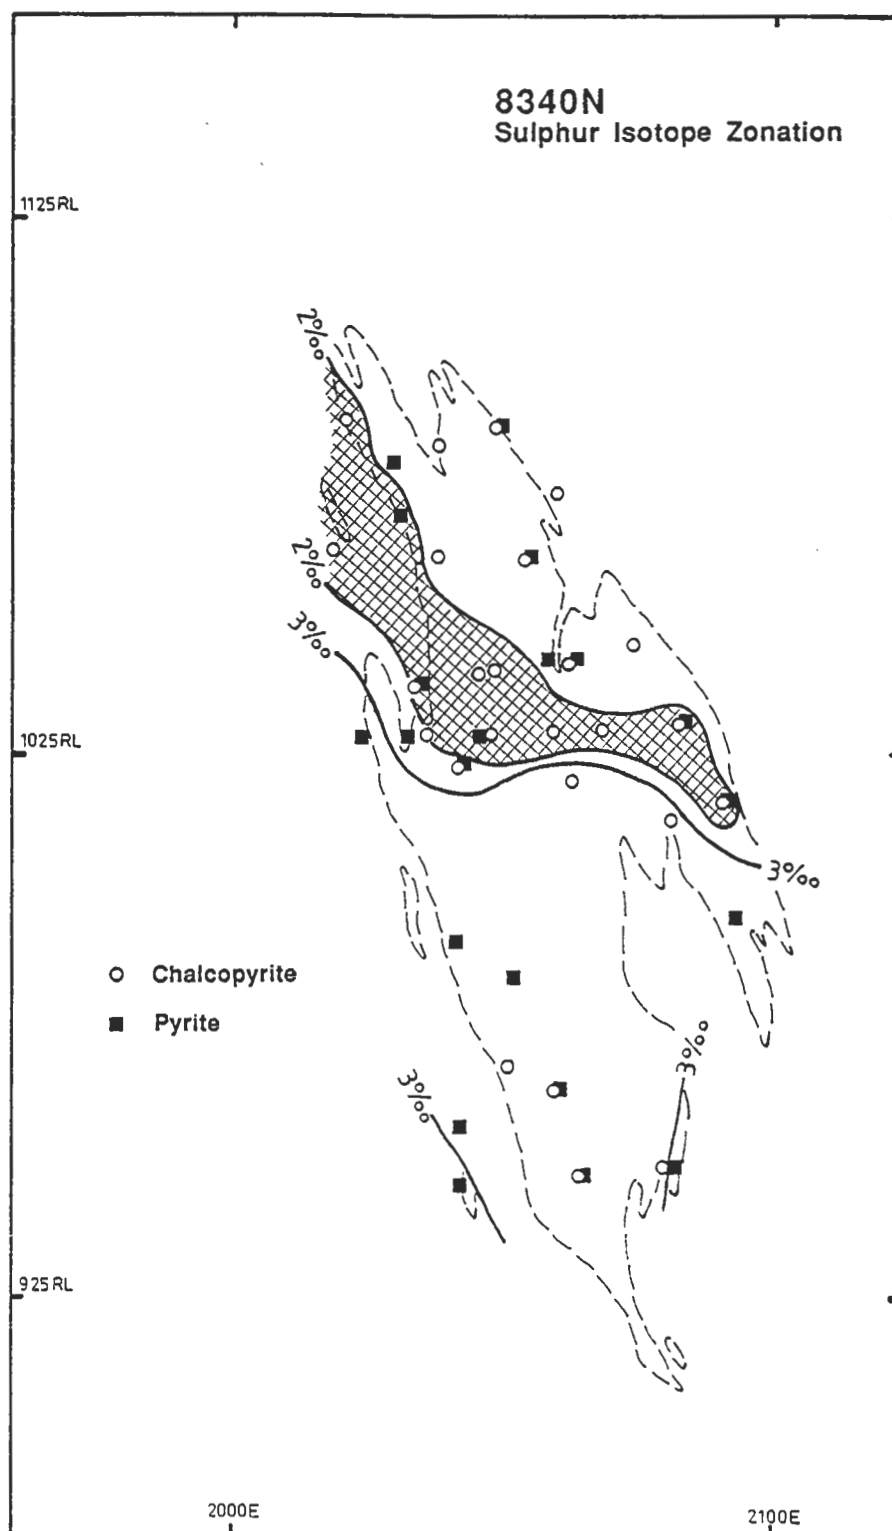 8340N
Sulphur Isotope Zonation
1125RL
2‰
2‰
3‰
1025RL
3‰
Chalcopyrite
Pyrite
3‰
3‰
925RL
2000E
2100E